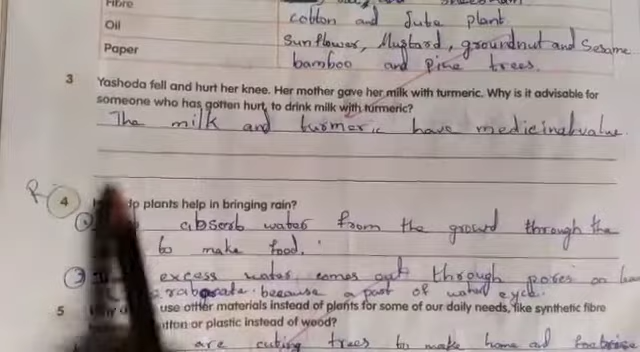 Fibre
cotton and Jute plant.
Oil
Sunflower, Mustard, groundnut and Sesame
Paper
bamboo and pine trees.
3 Yashoda fell and hurt her knee. Her mother gave her milk with turmeric. Why is it advisable for
someone who has gotten hurt, to drink milk with turmeric?
The milk and turmeric have medicinal value.
4 plants help in bringing rain?
absorb water from the ground through the
to make food.
excess water comes out through pores on
because a part of water cycle.
5 use other materials instead of plants for some of our daily needs, like synthetic fibre
or plastic instead of wood?
are cuting trees to make home and